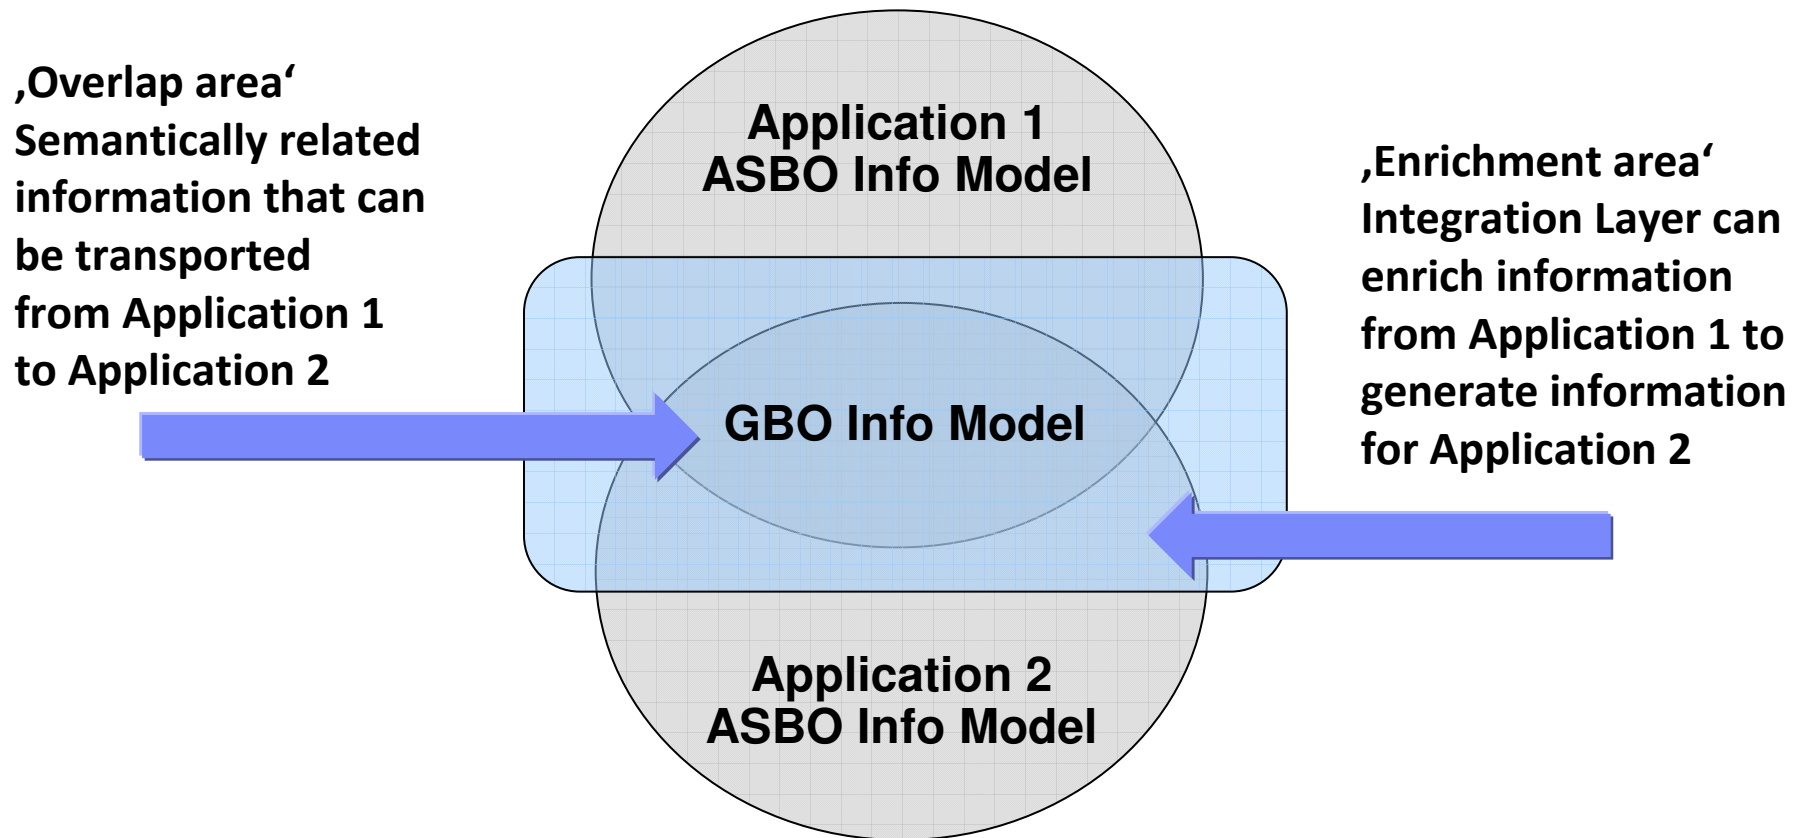 ‚Overlap area‘
Semantically related
information that can
be transported
from Application 1
to Application 2
Application 1
ASBO Info Model
GBO Info Model
Application 2
ASBO Info Model
‚Enrichment area‘
Integration Layer can
enrich information
from Application 1 to
generate information
for Application 2